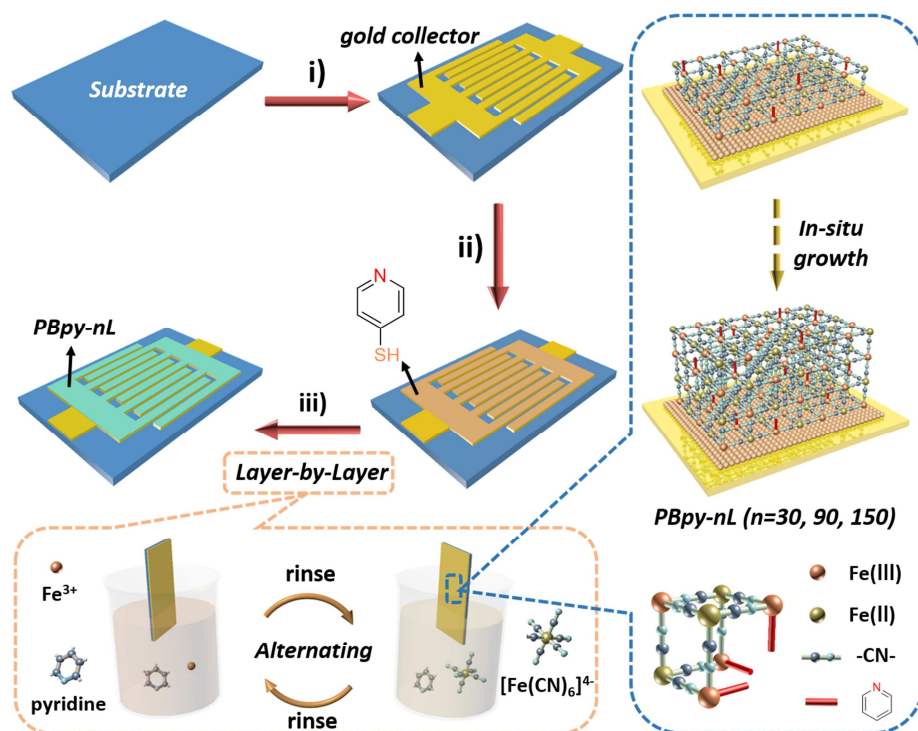 Substrate
i)
gold collector
ii)
N
SH
PBpy-nL
iii)
Layer-by-Layer
In-situ
growth
PBpy-nL (n=30, 90, 150)
Fe³⁺
pyridine
rinse
Alternating
rinse
[Fe(CN)₆]⁴⁻
Fe(III)
Fe(II)
-CN-
N